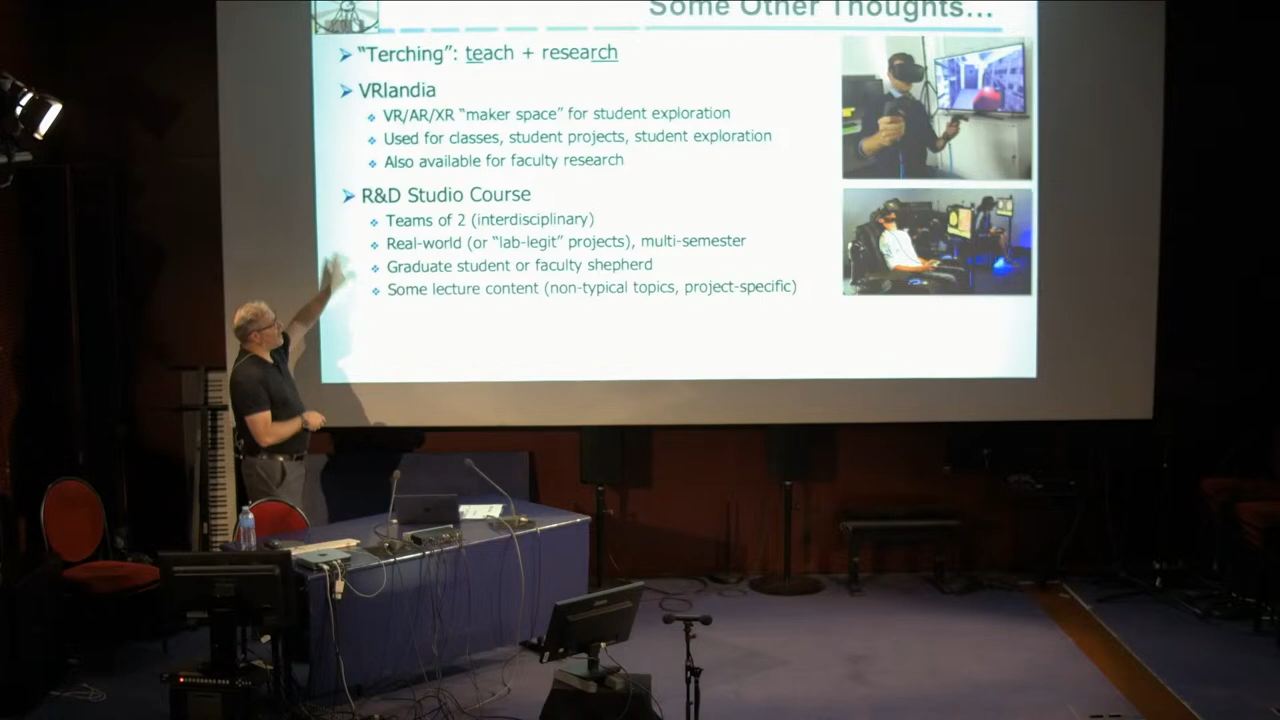 Some Other Thoughts...
"Terching": teach + research
VRlandia
VR/AR/XR "maker space" for student exploration
Used for classes, student projects, student exploration
Also available for faculty research
R&D Studio Course
Teams of 2 (interdisciplinary)
Real-world (or "lab-legit" projects), multi-semester
Graduate student or faculty shepherd
Some lecture content (non-typical topics, project-specific)